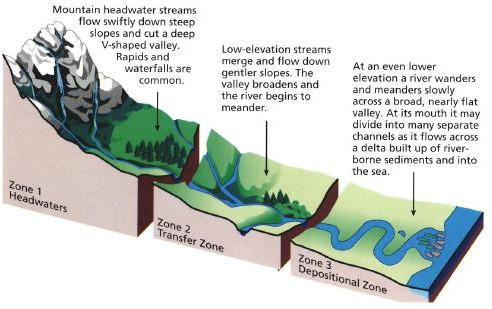 Mountain headwater streams
flow swiftly down steep
slopes and cut a deep
V-shaped valley.
Rapids and
waterfalls are
common.
Low-elevation streams
merge and flow down
gentler slopes. The
valley broadens and
the river begins to
meander.
At an even lower
elevation a river wanders
and meanders slowly
across a broad, nearly flat
valley. At its mouth it may
divide into many separate
channels as it flows across
a delta built up of river-
borne sediments and into
the sea.
Zone 1
Headwaters
Zone 2
Transfer Zone
Zone 3
Depositional Zone